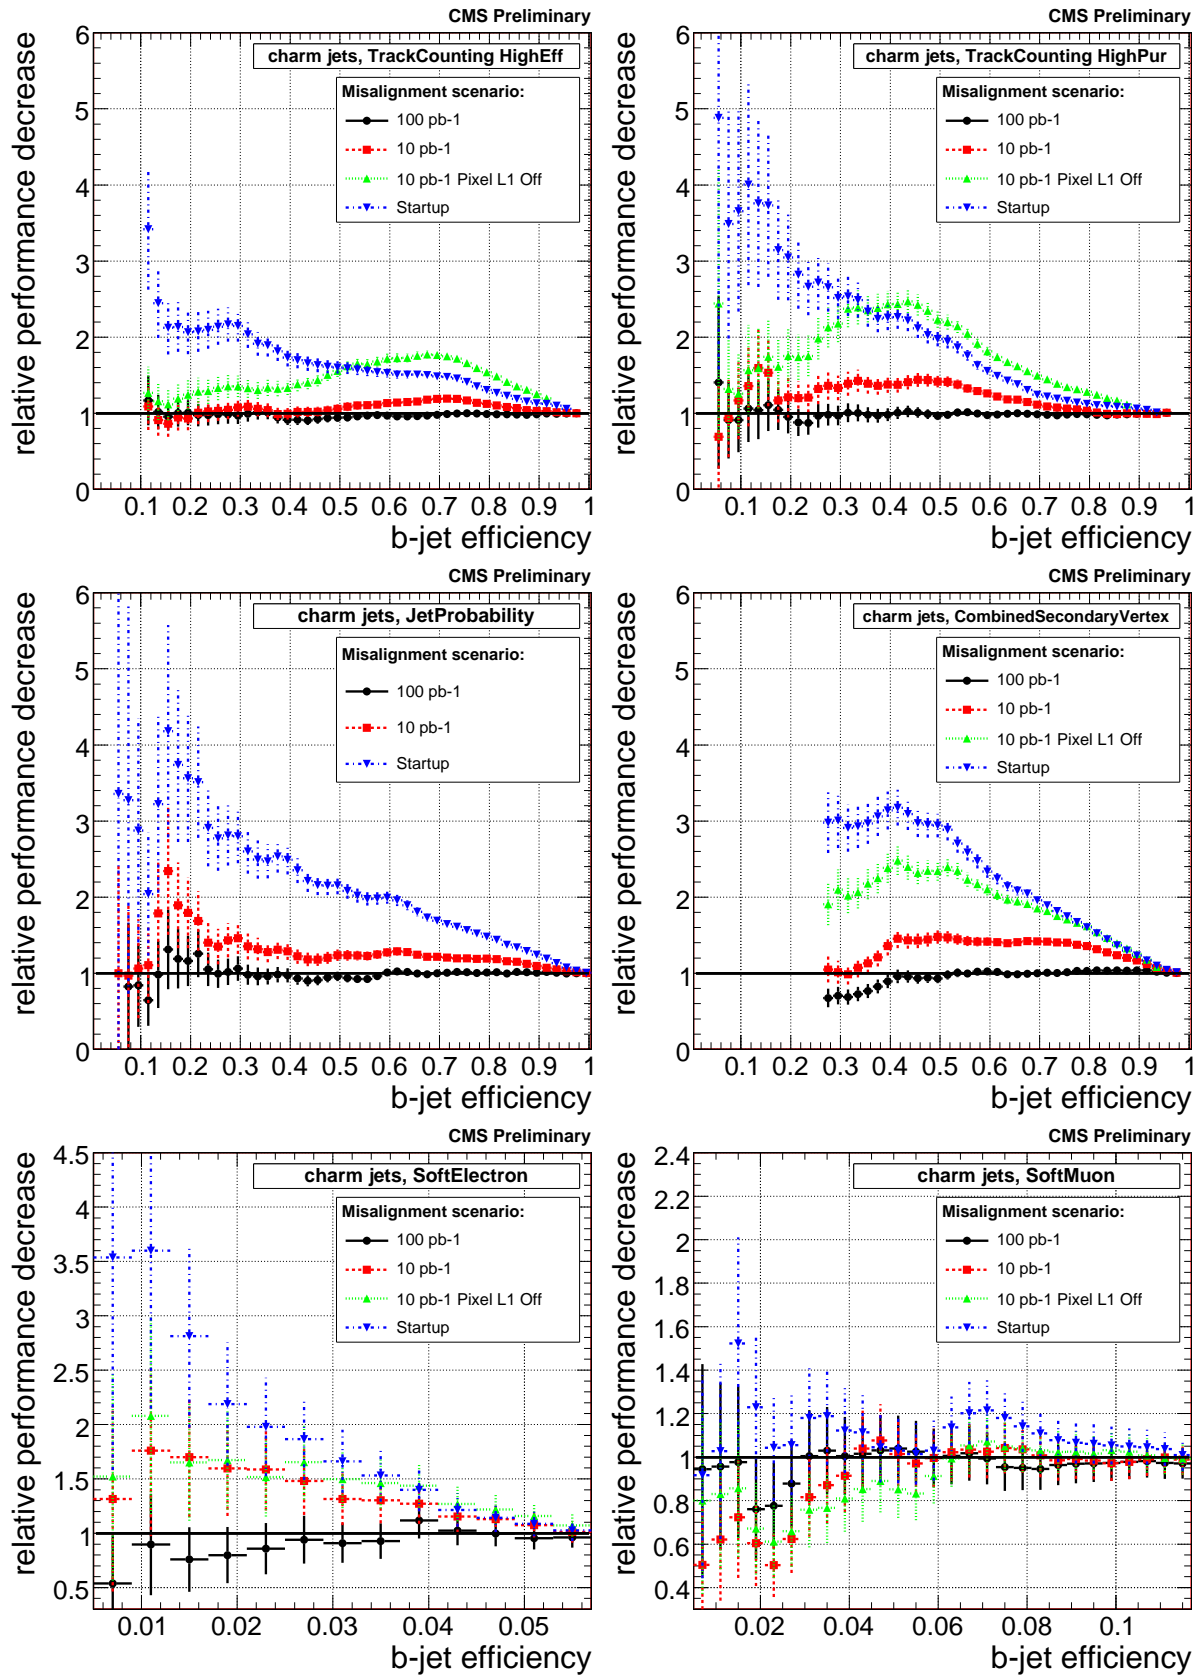 CMS Preliminary
relative performance decrease
6
5
4
3
2
1
0
charm jets, TrackCounting HighEff
Misalignment scenario:
100 pb-1
10 pb-1
10 pb-1 Pixel L1 Off
Startup
0.1 0.2 0.3 0.4 0.5 0.6 0.7 0.8 0.9 1
b-jet efficiency
CMS Preliminary
relative performance decrease
6
5
4
3
2
1
0
charm jets, TrackCounting HighPur
Misalignment scenario:
100 pb-1
10 pb-1
10 pb-1 Pixel L1 Off
Startup
0.1 0.2 0.3 0.4 0.5 0.6 0.7 0.8 0.9 1
b-jet efficiency
CMS Preliminary
relative performance decrease
6
5
4
3
2
1
0
charm jets, JetProbability
Misalignment scenario:
100 pb-1
10 pb-1
Startup
0.1 0.2 0.3 0.4 0.5 0.6 0.7 0.8 0.9 1
b-jet efficiency
CMS Preliminary
relative performance decrease
6
5
4
3
2
1
0
charm jets, CombinedSecondaryVertex
Misalignment scenario:
100 pb-1
10 pb-1
10 pb-1 Pixel L1 Off
Startup
0.1 0.2 0.3 0.4 0.5 0.6 0.7 0.8 0.9 1
b-jet efficiency
CMS Preliminary
relative performance decrease
4.5
4
3.5
3
2.5
2
1.5
1
0.5
charm jets, SoftElectron
Misalignment scenario:
100 pb-1
10 pb-1
10 pb-1 Pixel L1 Off
Startup
0.01 0.02 0.03 0.04 0.05
b-jet efficiency
CMS Preliminary
relative performance decrease
2.4
2.2
2
1.8
1.6
1.4
1.2
1
0.8
0.6
0.4
charm jets, SoftMuon
Misalignment scenario:
100 pb-1
10 pb-1
10 pb-1 Pixel L1 Off
Startup
0.02 0.04 0.06 0.08 0.1
b-jet efficiency